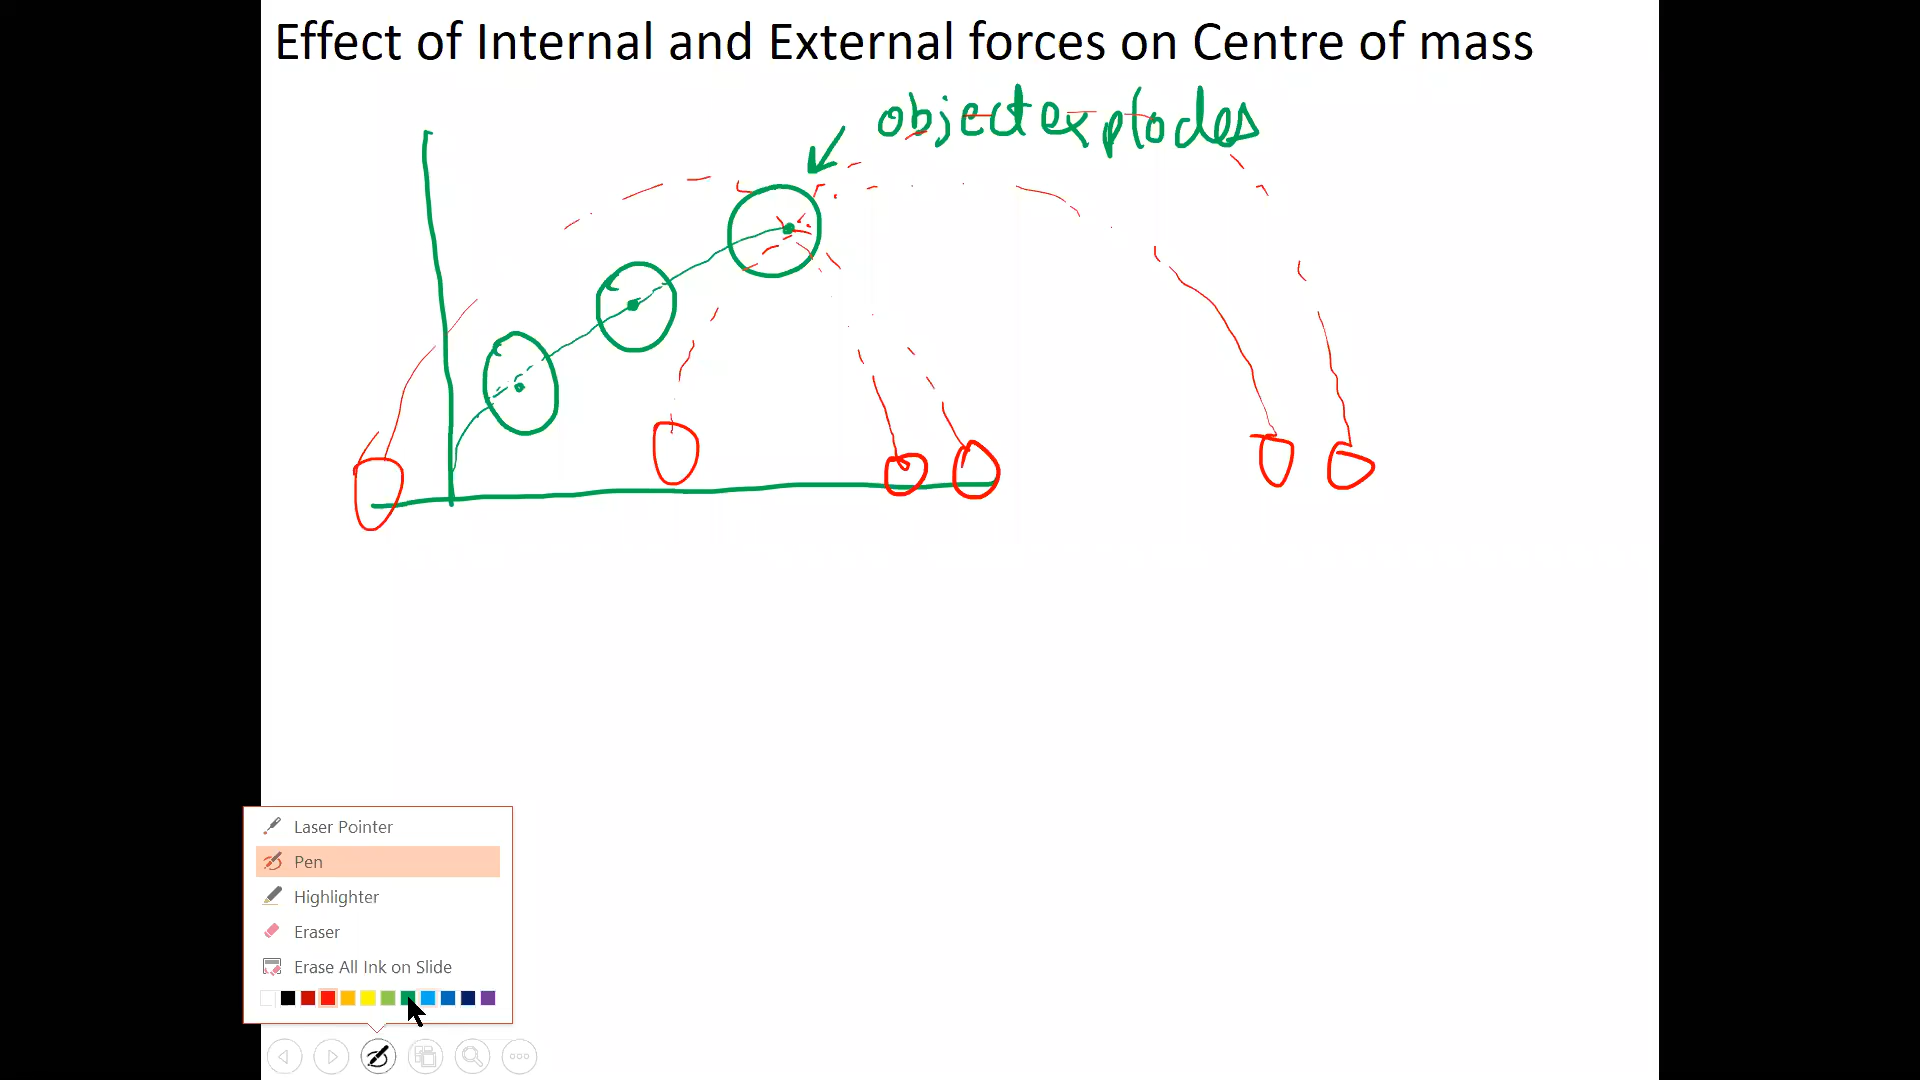 Effect of Internal and External forces on Centre of mass
object explodes
Laser Pointer
Pen
Highlighter
Eraser
Erase All Ink on Slide